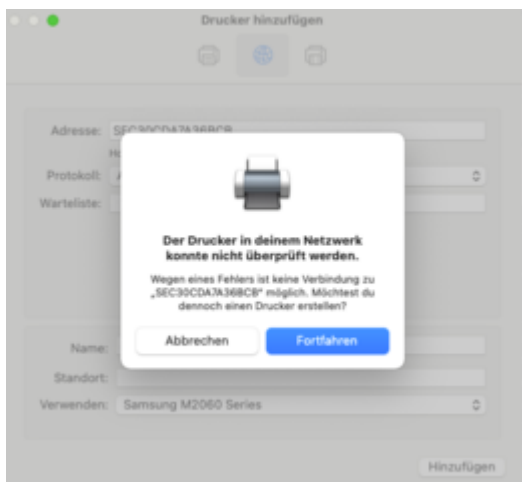 Drucker hinzufügen
Adresse: SEC30CDA7A36BCB
Protokoll:
Warteliste:
Der Drucker in deinem Netzwerk
konnte nicht überprüft werden.
Wegen eines Fehlers ist keine Verbindung zu
„SEC30CDA7A36BCB“ möglich. Möchtest du
dennoch einen Drucker erstellen?
Abbrechen
Fortfahren
Name:
Standort:
Verwenden: Samsung M2060 Series
Hinzufügen